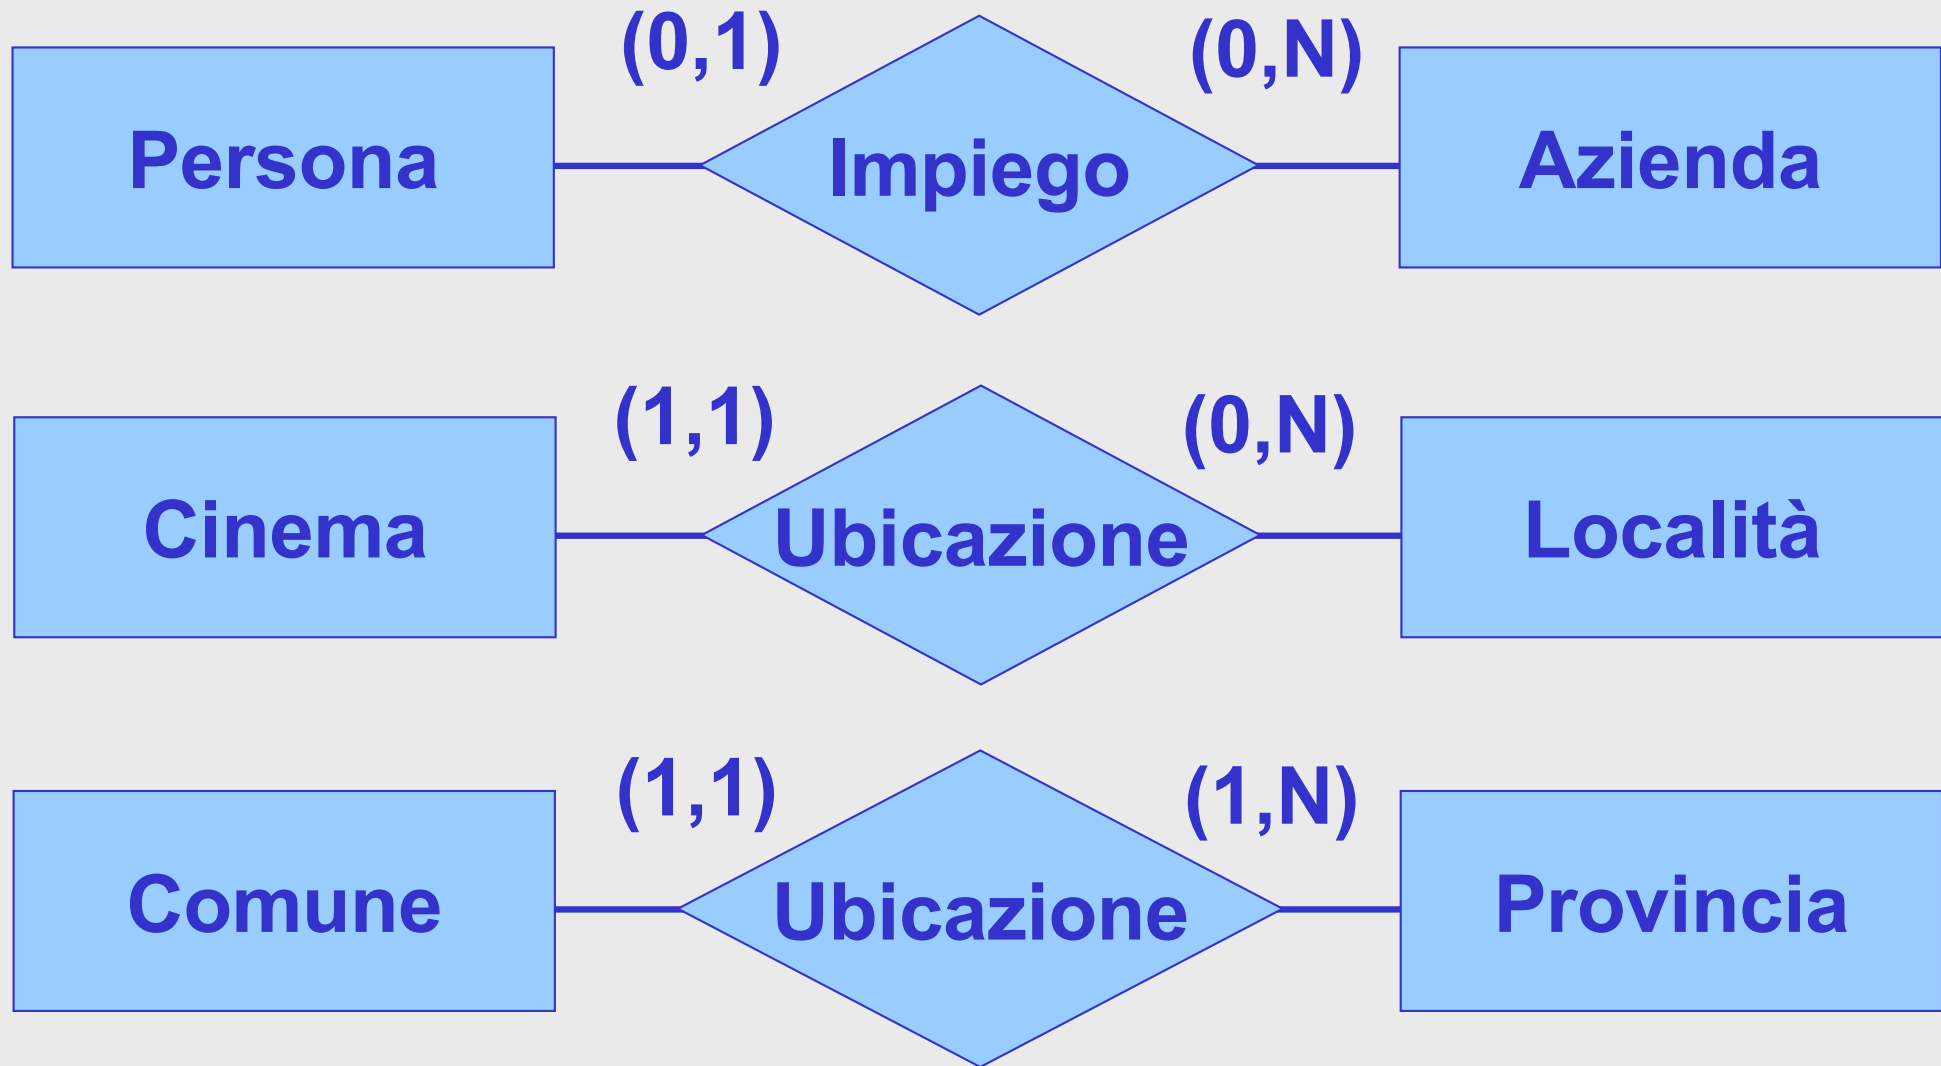 (0,1) (0,N)
Persona Impiego Azienda
(1,1) (0,N)
Cinema Ubicazione Località
(1,1) (1,N)
Comune Ubicazione Provincia